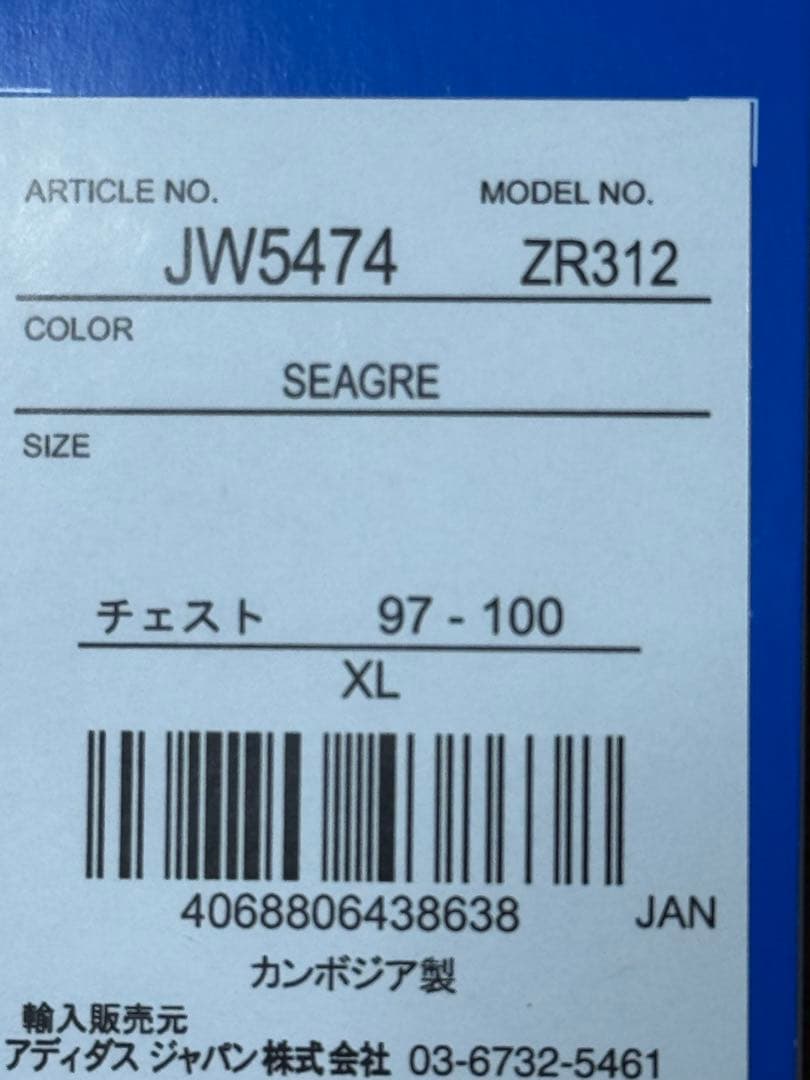 ARTICLE NO. MODEL NO.
JW5474 ZR312
COLOR
SEAGRE
SIZE
チェスト 97 - 100
XL
4068806438638 JAN
カンボジア製
輸入販売元
アディダス ジャパン株式会社 03-6732-5461